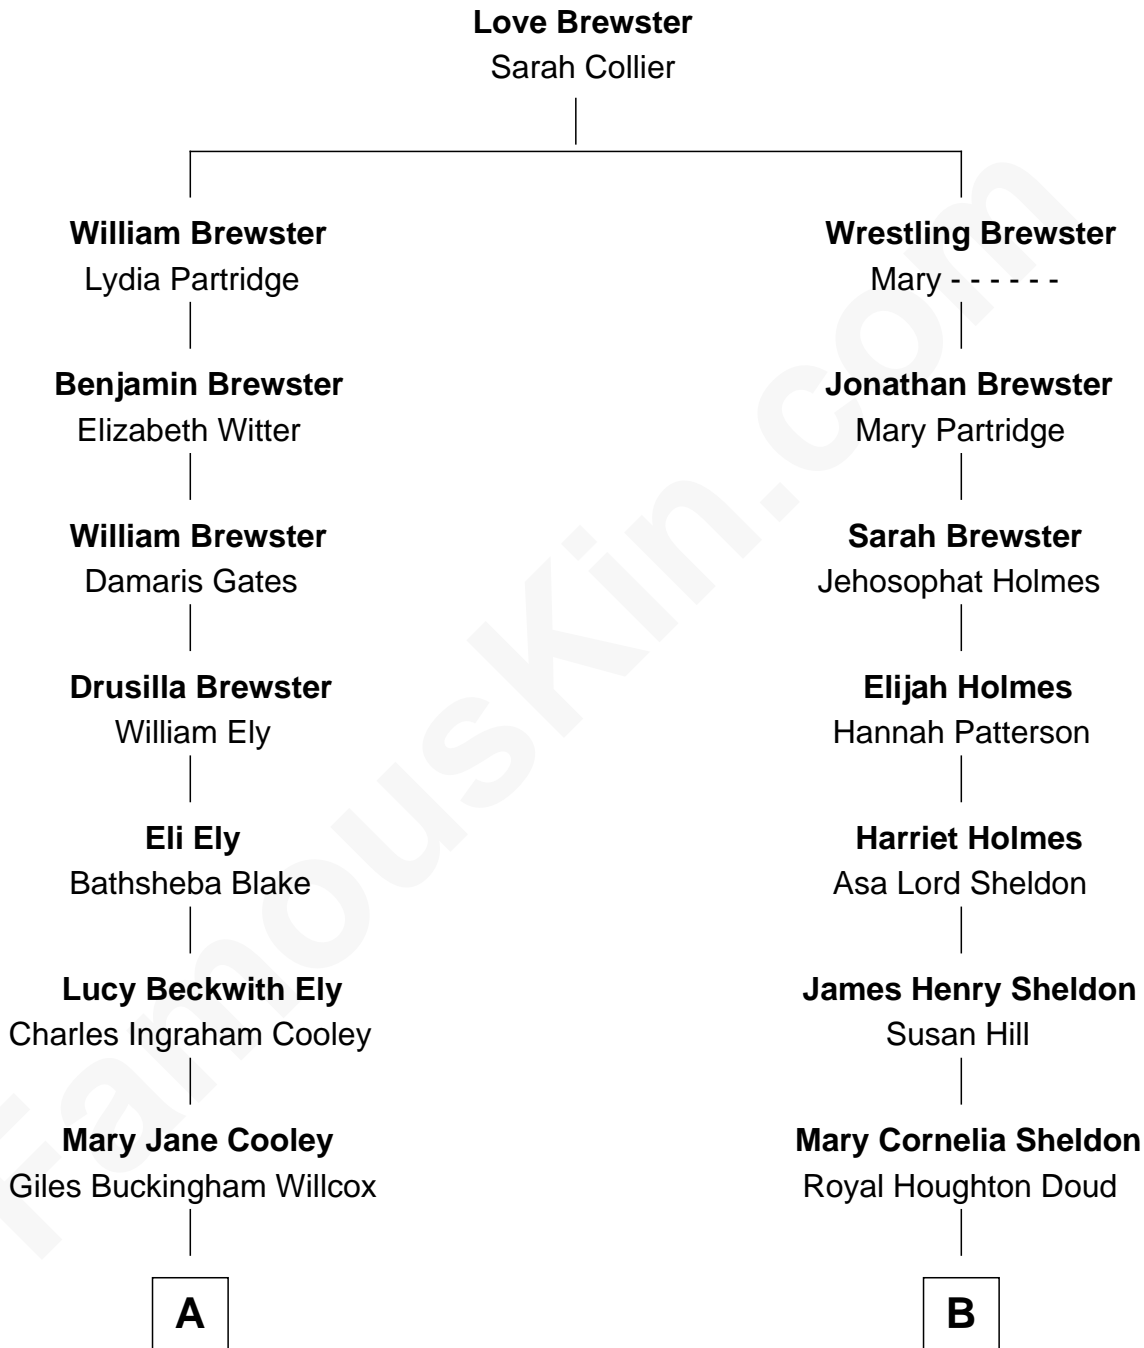 Love Brewster
Sarah Collier
William Brewster
Lydia Partridge
Benjamin Brewster
Elizabeth Witter
William Brewster
Damaris Gates
Drusilla Brewster
William Ely
Eli Ely
Bathsheba Blake
Lucy Beckwith Ely
Charles Ingraham Cooley
Mary Jane Cooley
Giles Buckingham Willcox
A
Wrestling Brewster
Mary - - - - - -
Jonathan Brewster
Mary Partridge
Sarah Brewster
Jehosophat Holmes
Elijah Holmes
Hannah Patterson
Harriet Holmes
Asa Lord Sheldon
James Henry Sheldon
Susan Hill
Mary Cornelia Sheldon
Royal Houghton Doud
B
FamousKin.com